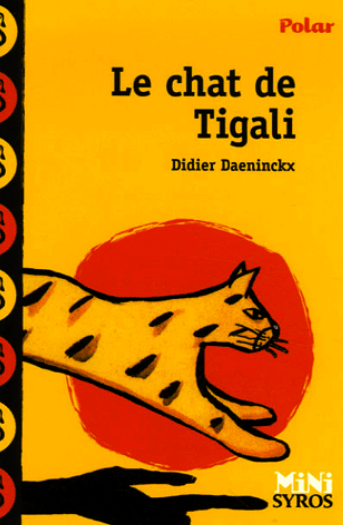 Polar
Le chat de
Tigali
Didier Daeninckx
MiNi
SYROS